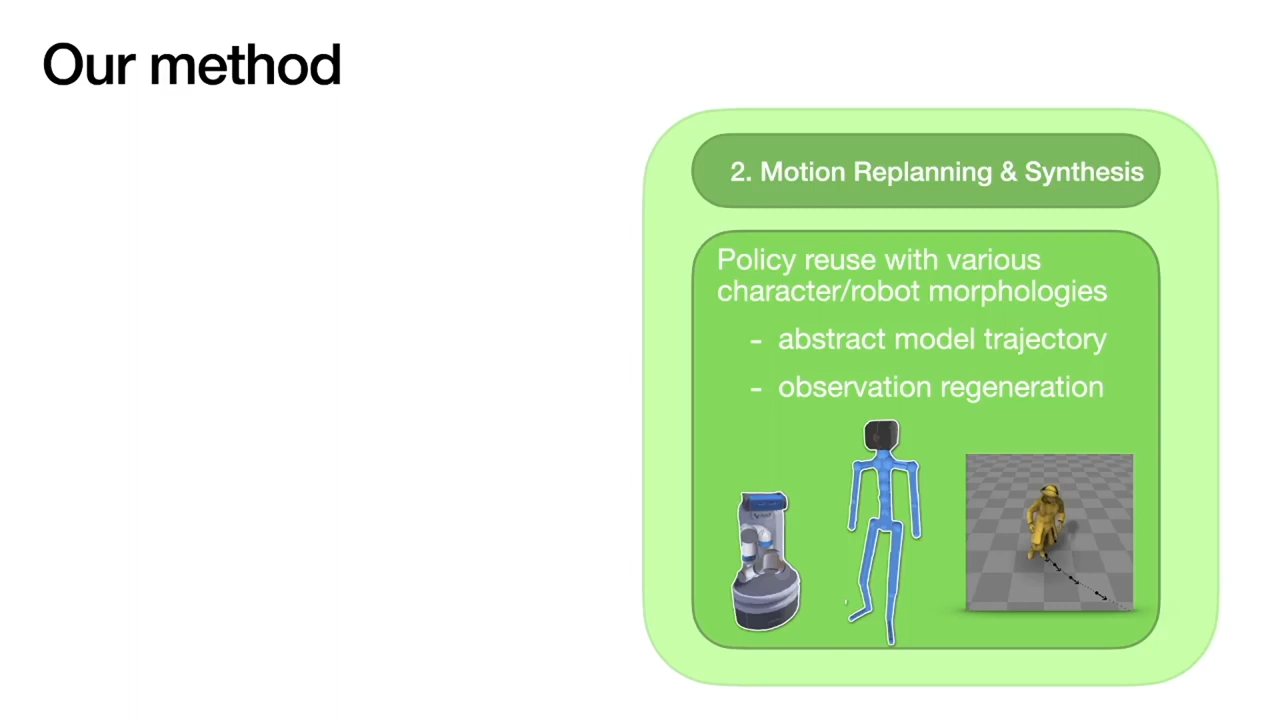 Our method
2. Motion Replanning & Synthesis
Policy reuse with various
character/robot morphologies
- abstract model trajectory
- observation regeneration